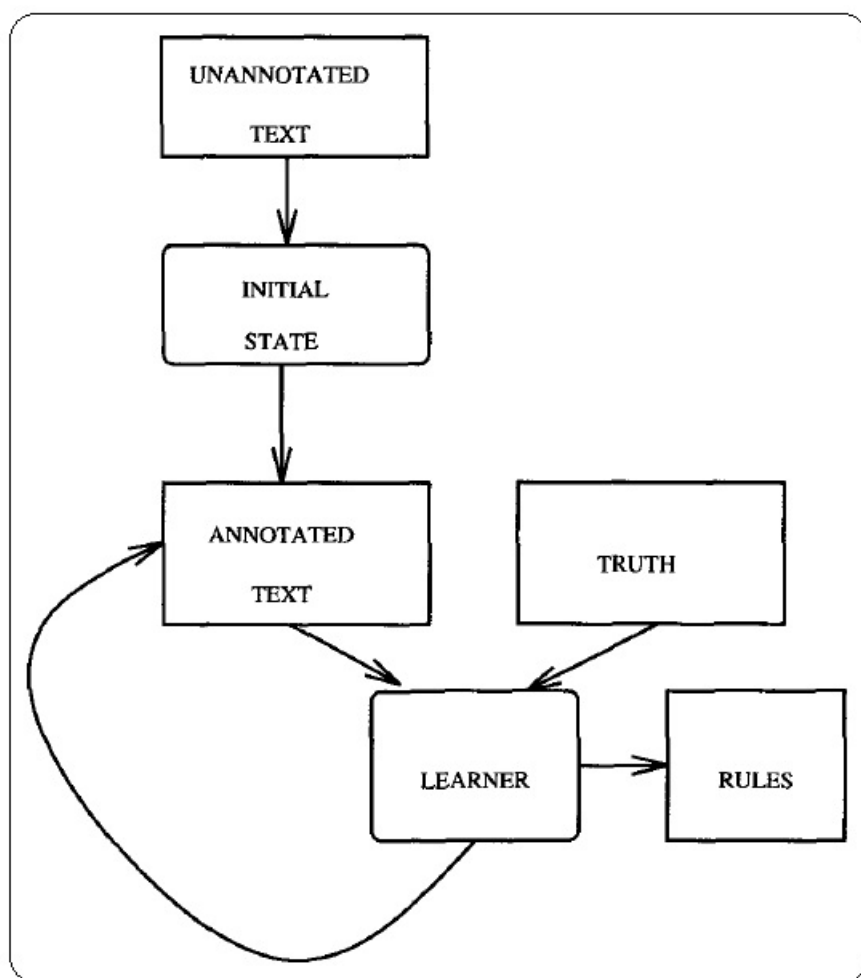 UNANNOTATED
TEXT
INITIAL
STATE
ANNOTATED
TEXT
TRUTH
LEARNER
RULES